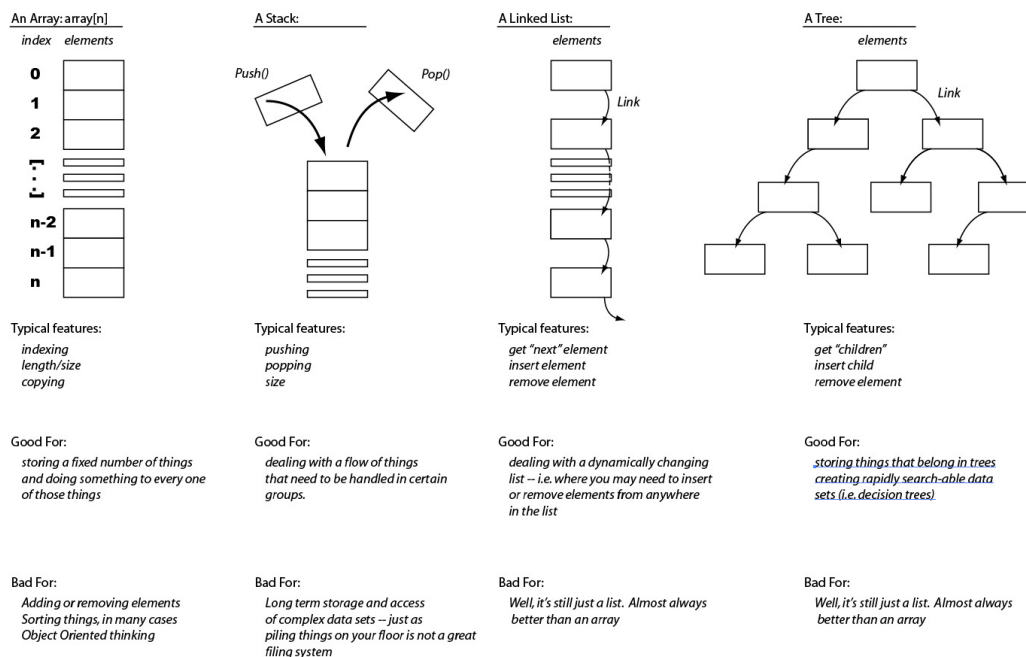 An Array: array[n]
index elements
0
1
2
[...]
n-2
n-1
n
Typical features:
indexing
length/size
copying
Good For:
storing a fixed number of things
and doing something to every one
of those things
Bad For:
Adding or removing elements
Sorting things, in many cases
Object Oriented thinking
A Stack:
Push()
Pop()
Typical features:
pushing
popping
size
Good For:
dealing with a flow of things
that need to be handled in certain
groups.
Bad For:
Long term storage and access
of complex data sets -- just as
piling things on your floor is not a great
filing system
A Linked List:
elements
Link
Typical features:
get “next” element
insert element
remove element
Good For:
dealing with a dynamically changing
list -- i.e. where you may need to insert
or remove elements from anywhere
in the list
Bad For:
Well, it’s still just a list. Almost always
better than an array
A Tree:
elements
Link
Typical features:
get “children”
insert child
remove element
Good For:
storing things that belong in trees
creating rapidly search-able data
sets (i.e. decision trees)
Bad For:
Well, it’s still just a list. Almost always
better than an array